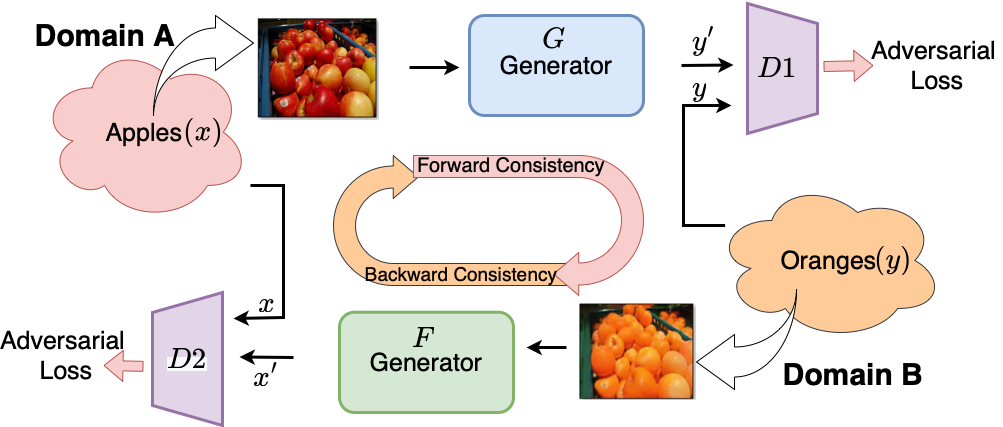 Domain A
G
Generator
y′
D1
Adversarial
Loss
y
Apples(x)
Forward Consistency
Backward Consistency
Oranges(y)
x
F
Generator
Adversarial
Loss
D2
x′
Domain B